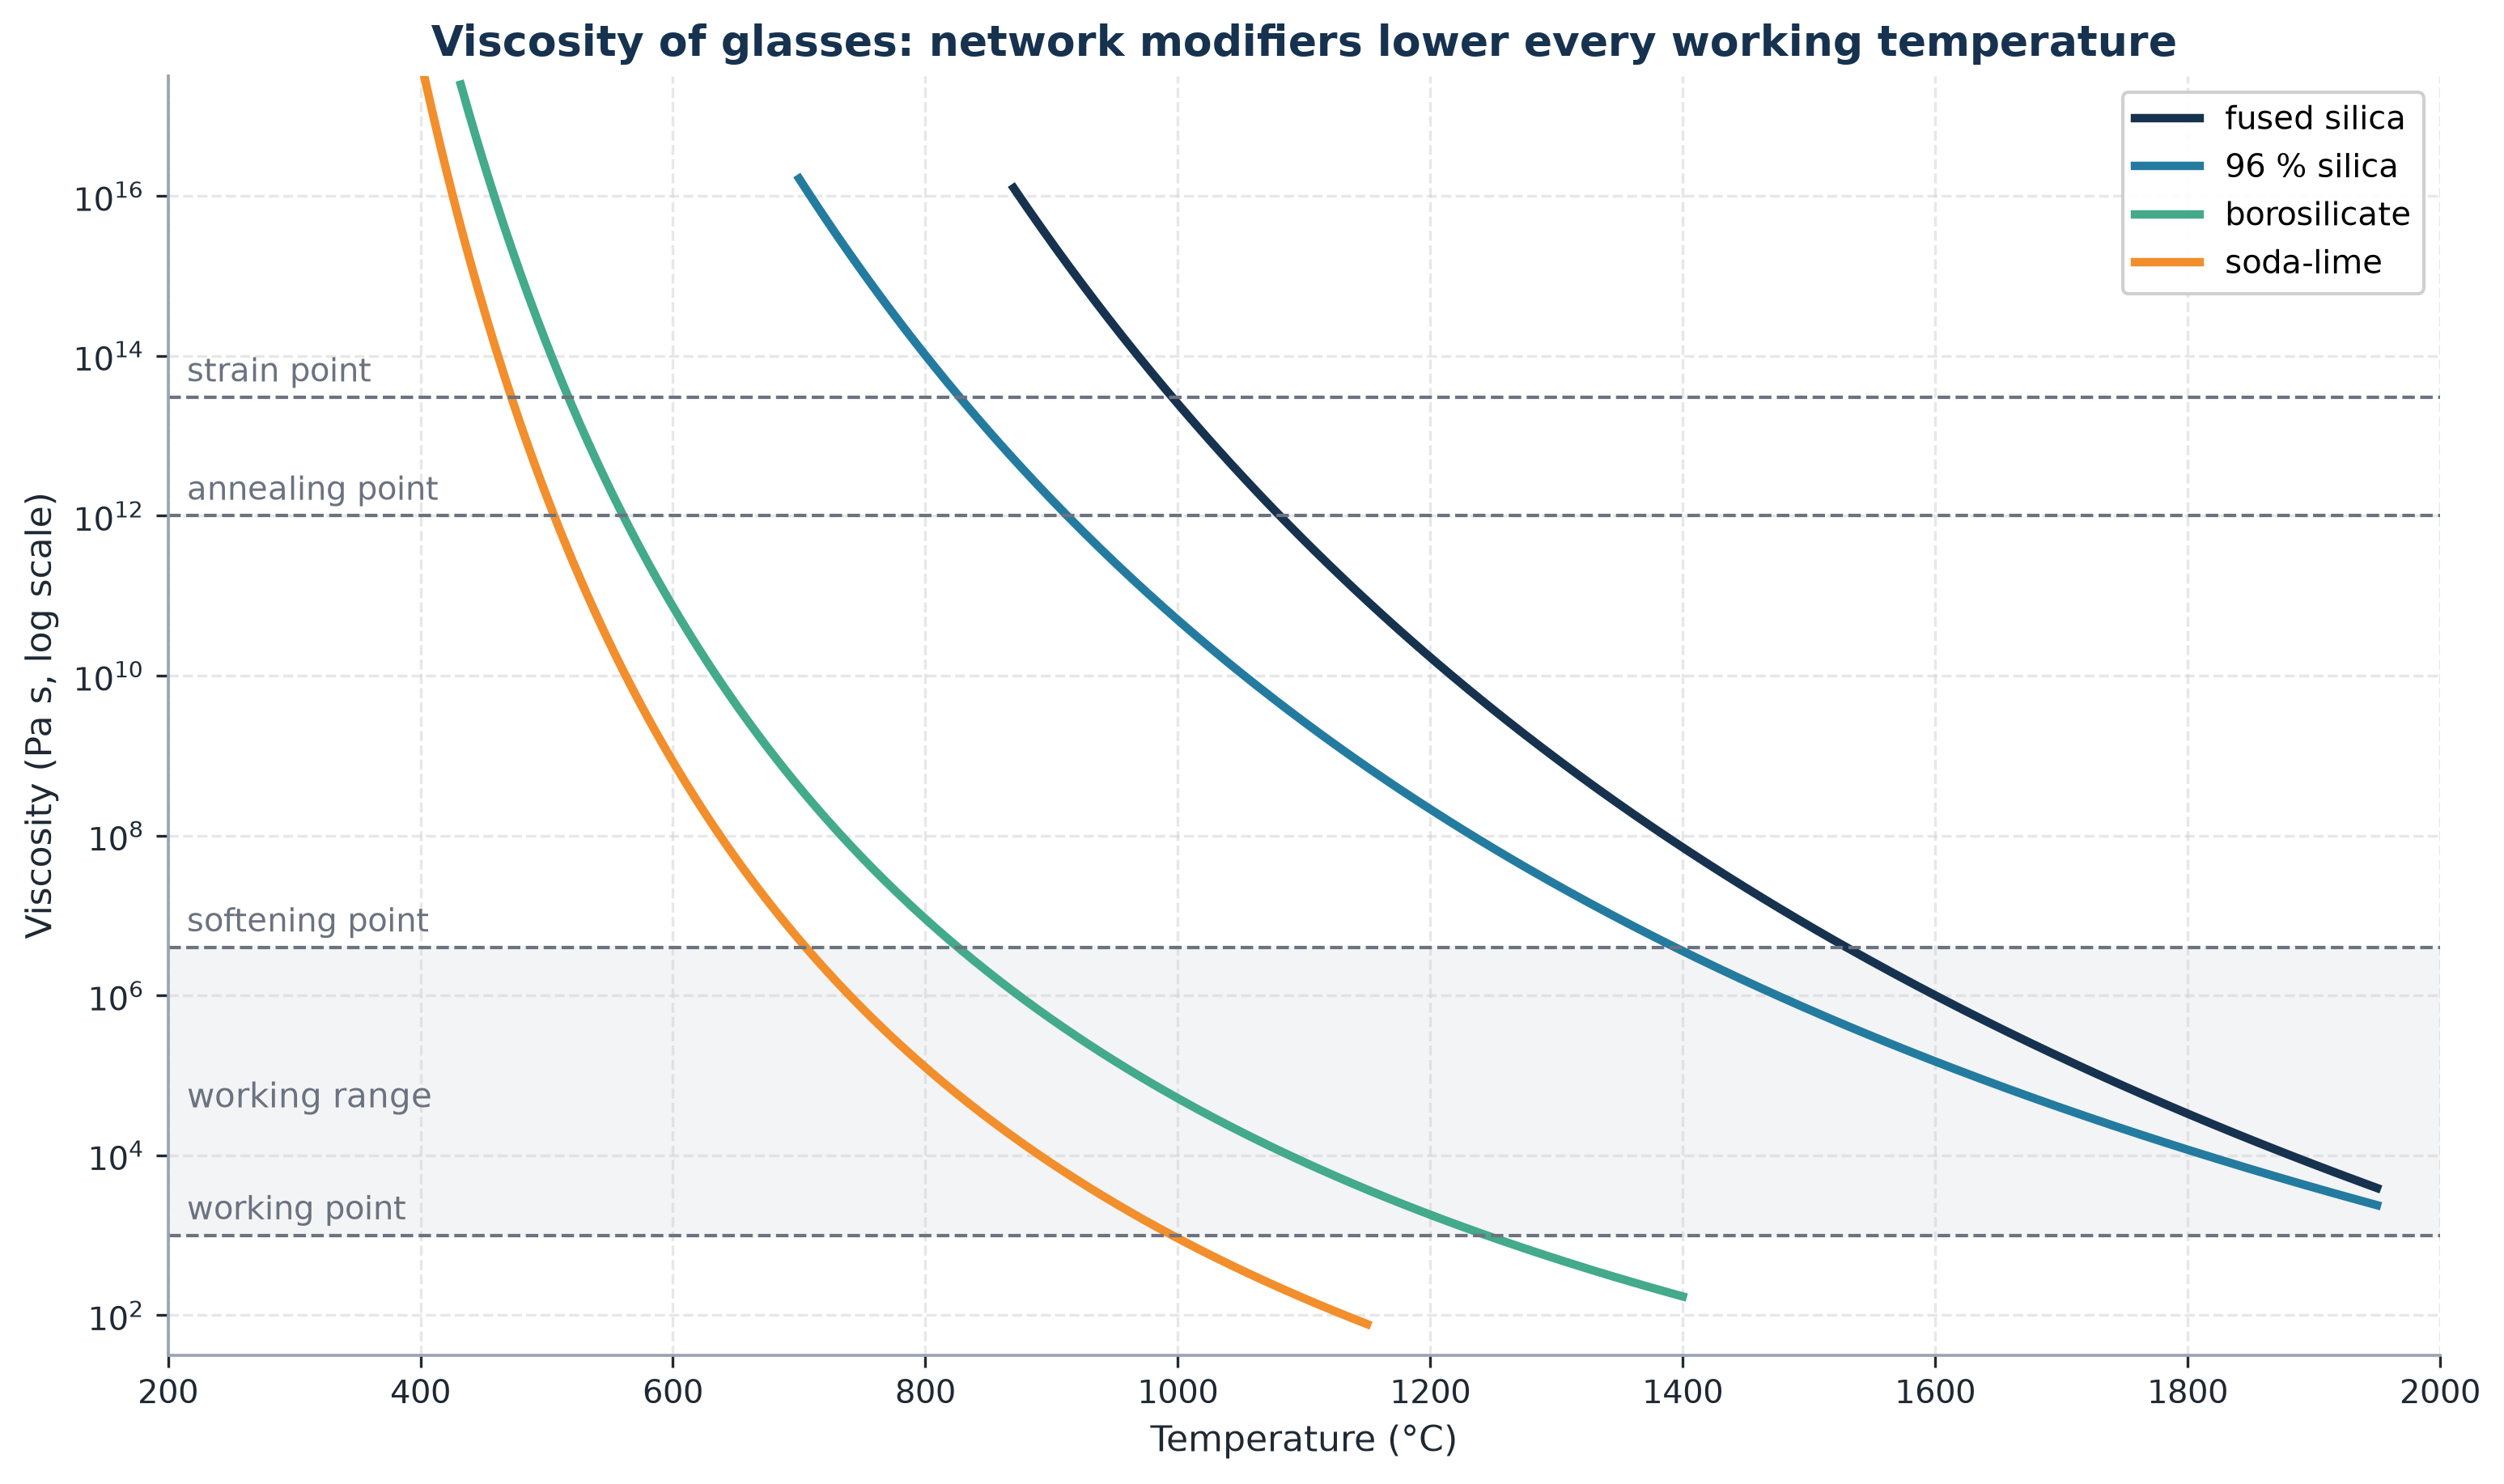 Viscosity of glasses: network modifiers lower every working temperature
fused silica
96 % silica
borosilicate
soda-lime
10¹⁶
10¹⁴
10¹²
10¹⁰
10⁸
10⁶
10⁴
10²
Viscosity (Pa s, log scale)
strain point
annealing point
softening point
working range
working point
200 400 600 800 1000 1200 1400 1600 1800 2000
Temperature (°C)